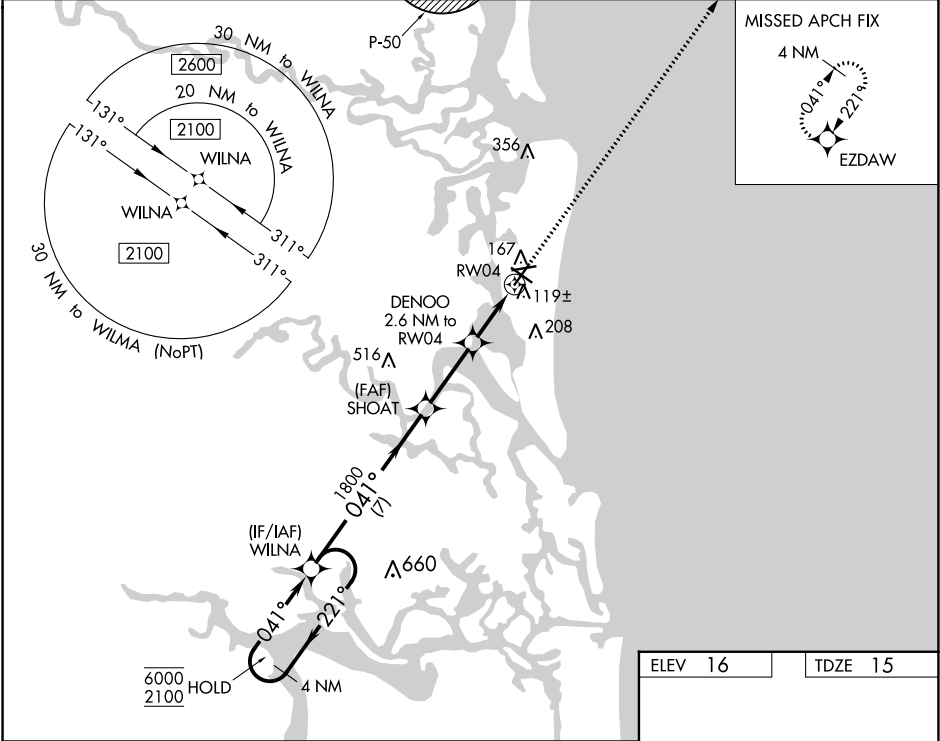 P-50
MISSED APCH FIX
4 NM
041°
221°
EZDAW
30 NM to WILNA
2600
20 NM to WILNA
2100
131°
131°
WILNA
WILNA
311°
311°
2100
30 NM to WILMA (NoPT)
356
167
RW04
119±
208
DENOO
2.6 NM to
RW04
516
(FAF)
SHOAT
1800
041°
(7)
(IF/IAF)
WILNA
660
041°
221°
6000
2100
HOLD
4 NM
ELEV 16
TDZE 15